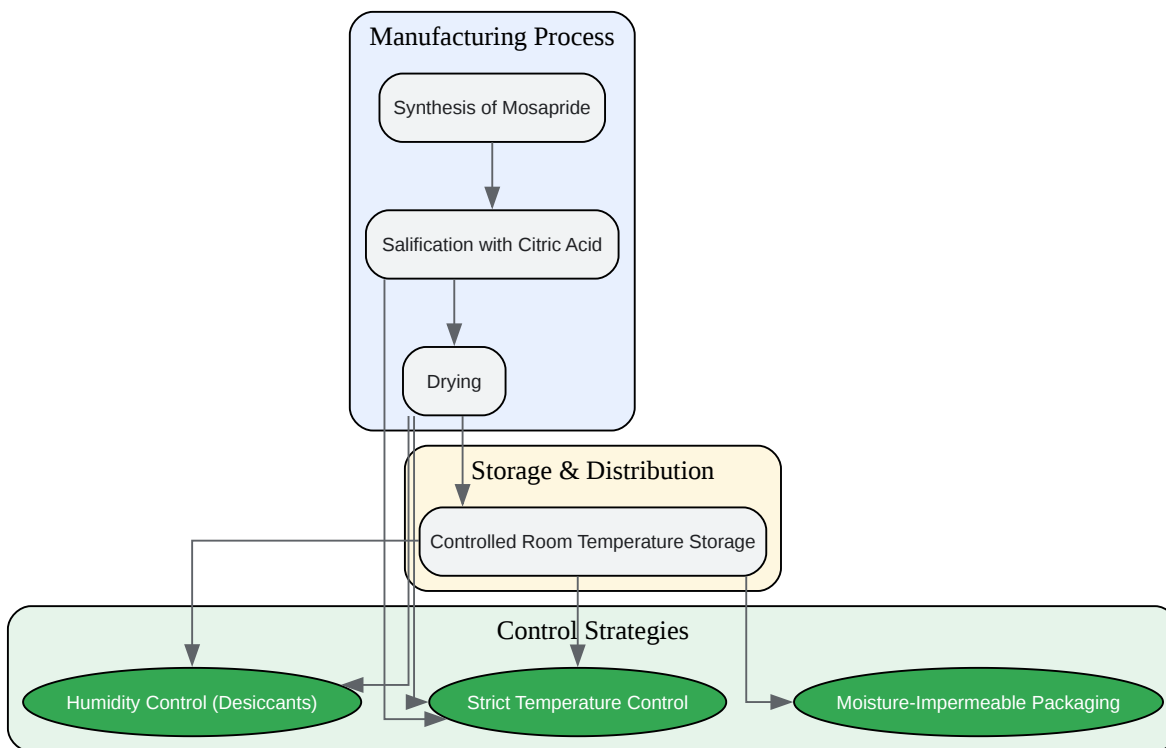 Manufacturing Process
Synthesis of Mosapride
Salification with Citric Acid
Drying
Storage & Distribution
Controlled Room Temperature Storage
Control Strategies
Humidity Control (Desiccants)
Strict Temperature Control
Moisture-Impermeable Packaging